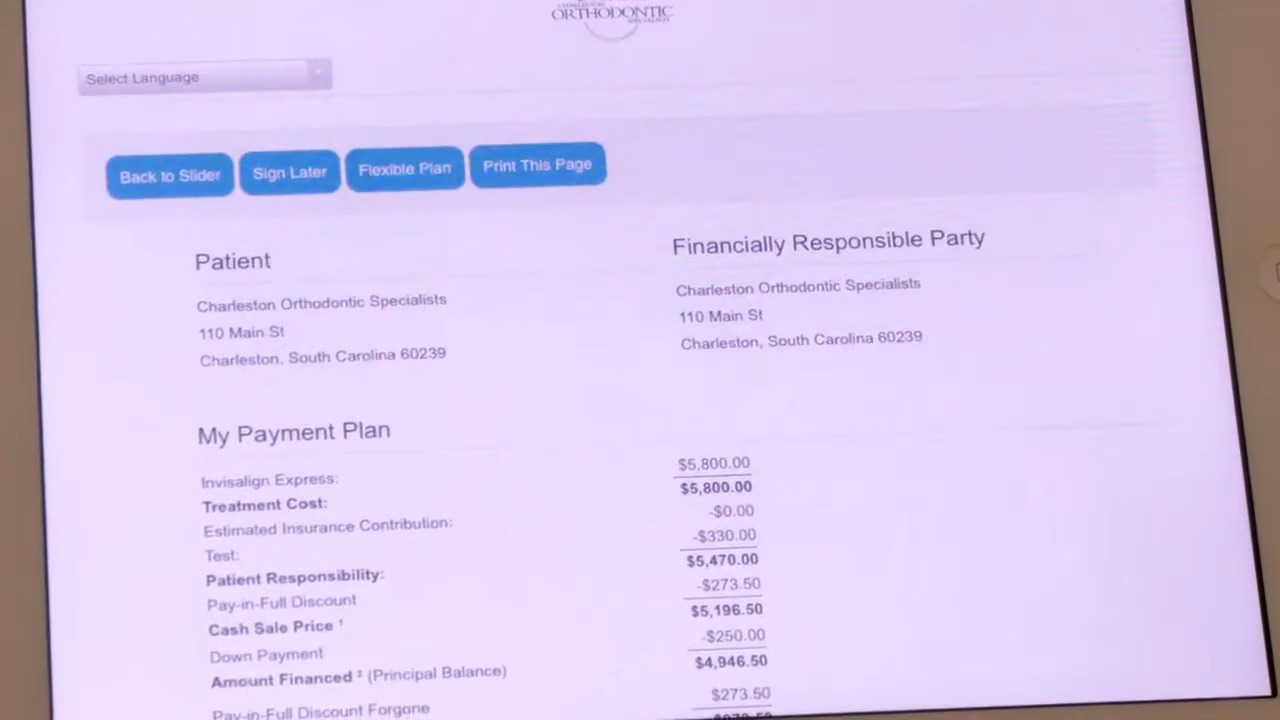 ORTHODONTIC
SPECIALISTS
Select Language
Back to Slider
Sign Later
Flexible Plan
Print This Page
Patient
Charleston Orthodontic Specialists
110 Main St
Charleston, South Carolina 60239
Financially Responsible Party
Charleston Orthodontic Specialists
110 Main St
Charleston, South Carolina 60239
My Payment Plan
Invisalign Express: $5,800.00
Treatment Cost: $5,800.00
Estimated Insurance Contribution: -$0.00
Test: -$330.00
Patient Responsibility: $5,470.00
Pay-in-Full Discount -$273.50
Cash Sale Price ¹ $5,196.50
Down Payment -$250.00
Amount Financed ² (Principal Balance) $4,946.50
Pay-in-Full Discount Forgone $273.50